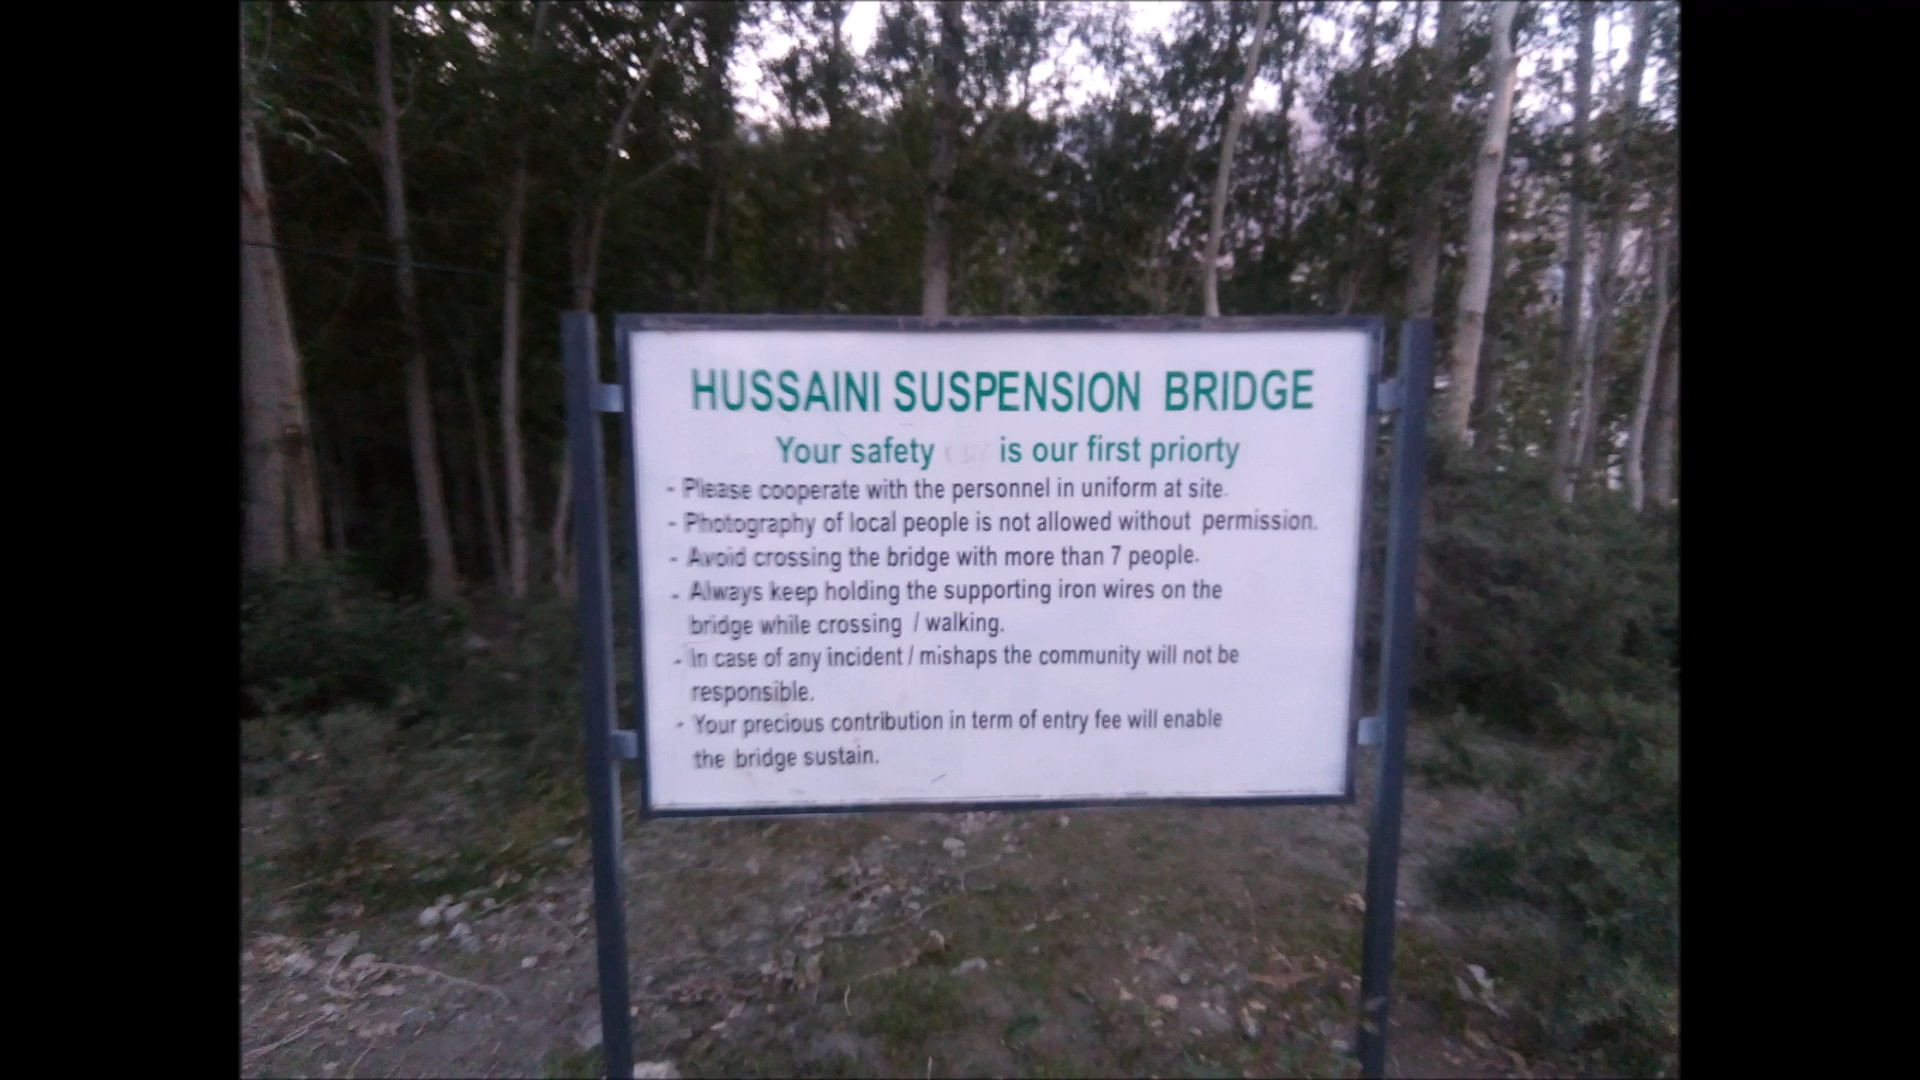 HUSSAINI SUSPENSION BRIDGE
Your safety is our first priorty
- Please cooperate with the personnel in uniform at site.
- Photography of local people is not allowed without permission.
- Avoid crossing the bridge with more than 7 people.
- Always keep holding the supporting iron wires on the
bridge while crossing / walking.
- In case of any incident / mishaps the community will not be
responsible.
- Your precious contribution in term of entry fee will enable
the bridge sustain.